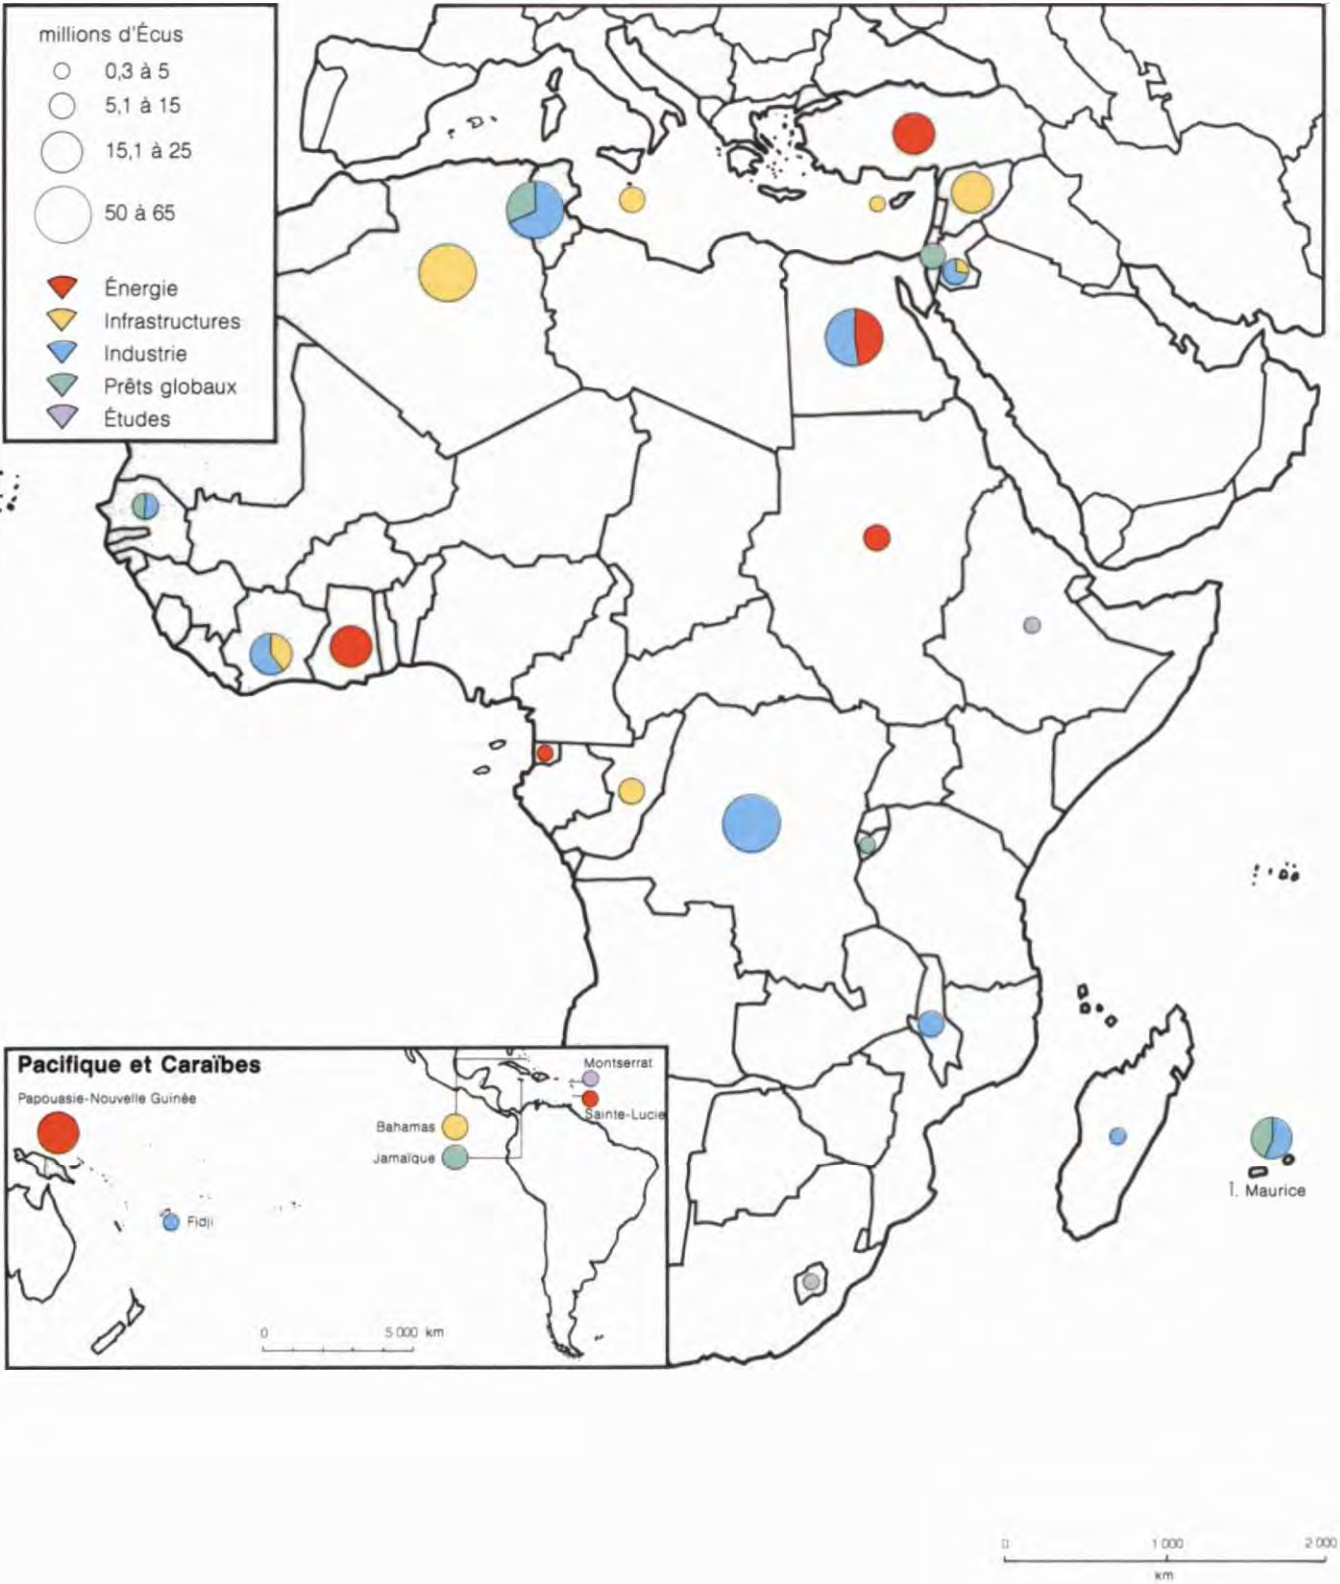 millions d'Écus
0,3 à 5
5,1 à 15
15,1 à 25
50 à 65
Énergie
Infrastructures
Industrie
Prêts globaux
Études
Pacifique et Caraïbes
Papouasie-Nouvelle Guinée
Montserrat
Sainte-Lucie
Bahamas
Jamaïque
Fidji
0 5 000 km
Î. Maurice
0 1 000 2 000
km